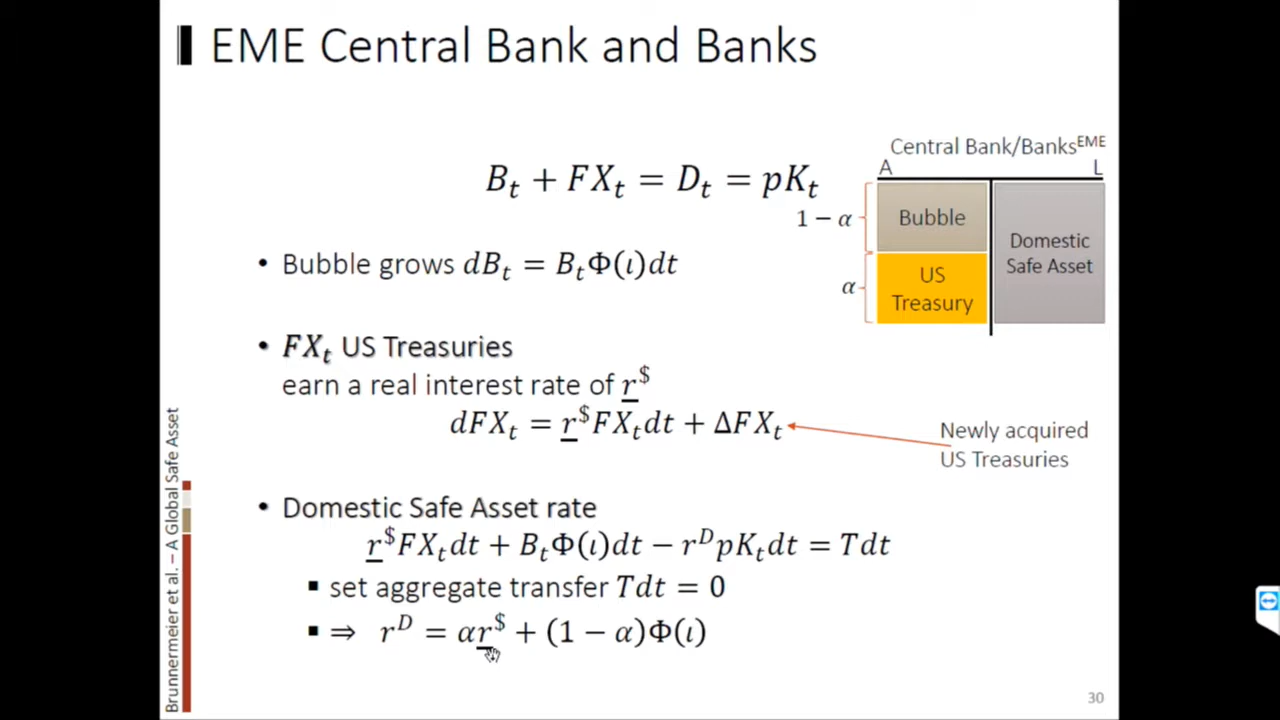 EME Central Bank and Banks
Central Bank/Banks^EME
A L
B_t + FX_t = D_t = pK_t
1 − α
Bubble
Domestic
Safe Asset
α
US
Treasury
• Bubble grows dB_t = B_tΦ(ι)dt
• FX_t US Treasuries
earn a real interest rate of r^$
dFX_t = r^$FX_tdt + ΔFX_t
Newly acquired
US Treasuries
• Domestic Safe Asset rate
r^$FX_tdt + B_tΦ(ι)dt − r^DpK_tdt = Tdt
▪ set aggregate transfer Tdt = 0
▪ ⇒ r^D = αr^$ + (1 − α)Φ(ι)
Brunnermeier et al. – A Global Safe Asset
30